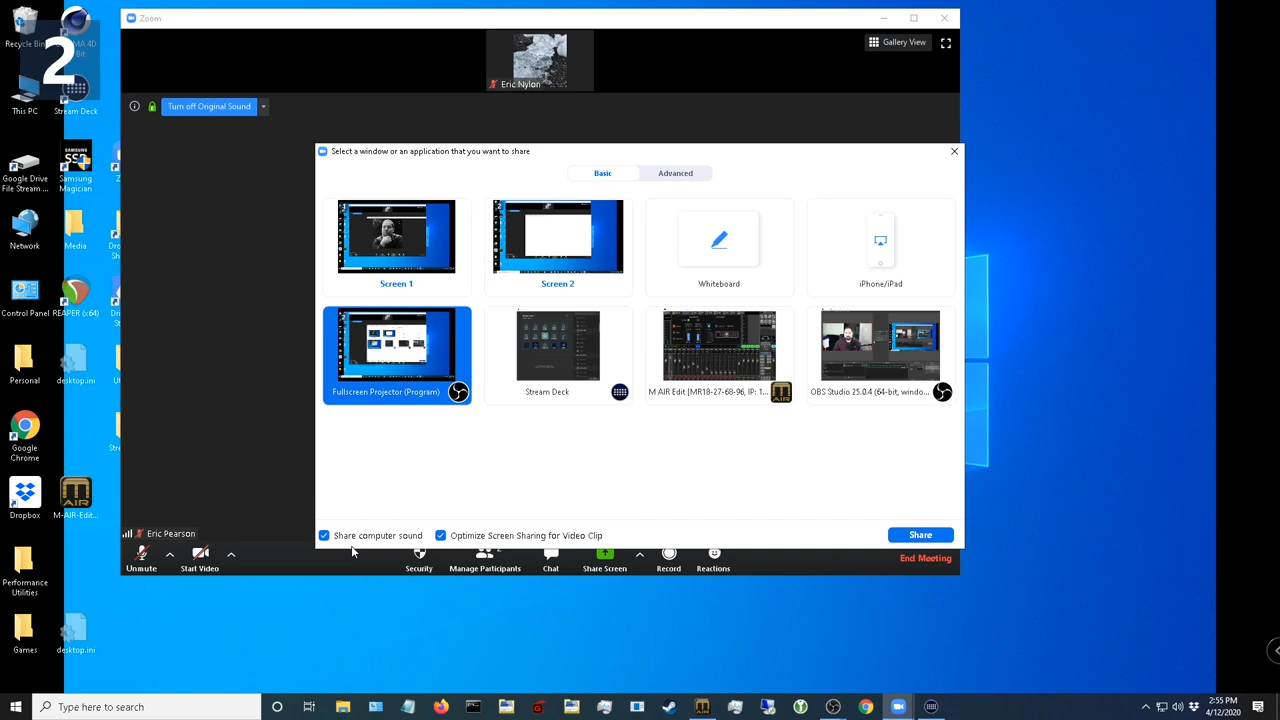 Zoom
Gallery View
Eric Nylon
Turn off Original Sound
Select a window or an application that you want to share
Basic
Advanced
Screen 1
Screen 2
Whiteboard
iPhone/iPad
Fullscreen Projector (Program)
Stream Deck
M AIR Edit [MR18-27-68-96, IP: 1...
OBS Studio 25.0.4 (64-bit, windo...
Share computer sound
Optimize Screen Sharing for Video Clip
Share
Eric Pearson
Unmute
Start Video
Security
Manage Participants
Chat
Share Screen
Record
Reactions
End Meeting
2
Recycle Bin
This PC
Stream Deck
Google Drive
File Stream ...
Samsung
Magician
Network
Media
Control Panel
REAPER (x64)
Personal
desktop.ini
Google
Chrome
Dropbox
M-AIR-Edit...
Performance
Utilities
Games
desktop.ini
Type here to search
2:55 PM
4/12/2020